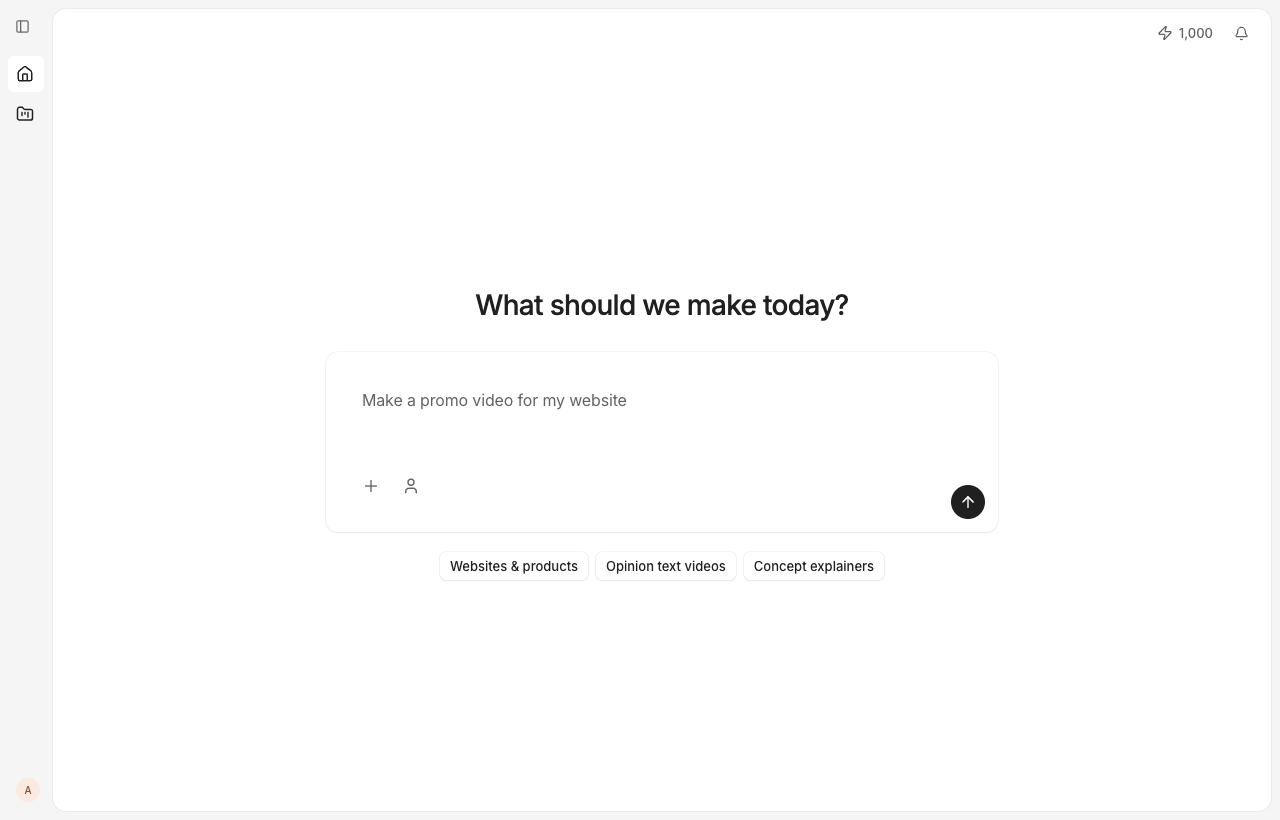 1,000
What should we make today?
Make a promo video for my website
Websites & products
Opinion text videos
Concept explainers
A